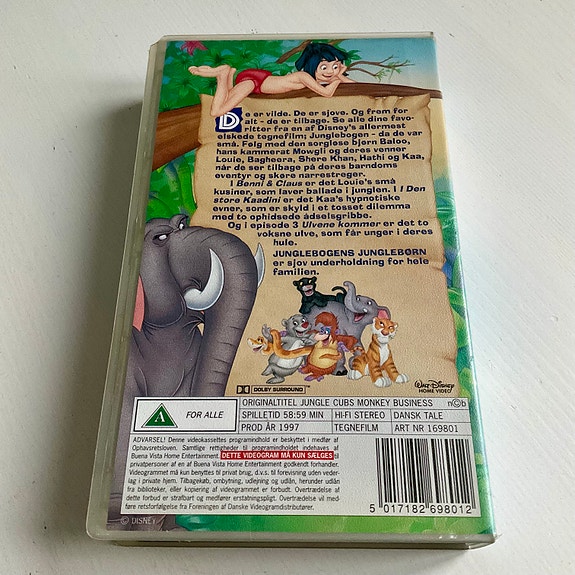 De er vilde. De er sjove. Og frem for
alt - de er tilbage. Se alle dine favo-
ritter fra en af Disney's allermest
elskede tegnefilm; Junglebogen - da de var
små. Følg med den sorgløse bjørn Baloo,
hans kammerat Mowgli og deres venner
Louie, Bagheera, Shere Khan, Hathi og Kaa,
når de ser tilbage på deres barndoms
eventyr og skøre narrestreger.
I Benni & Claus er det Louie's små
kusiner, som laver ballade i junglen. I I Den
store Kaadini er det Kaa's hypnotiske
evner, som er skyld i et tosset dilemma
med to ophidsede ådselsgribbe.
Og i episode 3 Ulvene kommer er det to
voksne ulve, som får unger i deres
hule.
JUNGLEBOGENS JUNGLEBØRN
er sjov underholdning for hele
familien.
DOLBY SURROUND
WALT DISNEY
HOME VIDEO
A
FOR ALLE
ORIGINALTITEL JUNGLE CUBS MONKEY BUSINESS n©b
SPILLETID 58:59 MIN HI-FI STEREO DANSK TALE
PROD ÅR 1997 TEGNEFILM ART NR 169801
ADVARSEL! Denne videokassettes programindhold er beskyttet i medfør af
Ophavsretsloven. Samtlige rettigheder til programindholdet indehaves af
Buena Vista Home Entertainment. DETTE VIDEOGRAM MÅ KUN SÆLGES til
privatpersoner af en af Buena Vista Home Entertainment godkendt forhandler.
Videogrammet må kun benyttes til privat brug, d.v.s. til forevisning uden veder-
lag i private hjem. Tilbagekøb, ombytning, udlejning og udlån, herunder udlån
fra biblioteker, eller kopiering af videogrammet er forbudt. Overtrædelse af
dette forbud er strafbart og medfører erstatningspligt. Overtrædelse vil med-
føre retsforfølgelse fra Foreningen af Danske Videogramdistributører.
5 017182 698012
© DISNEY